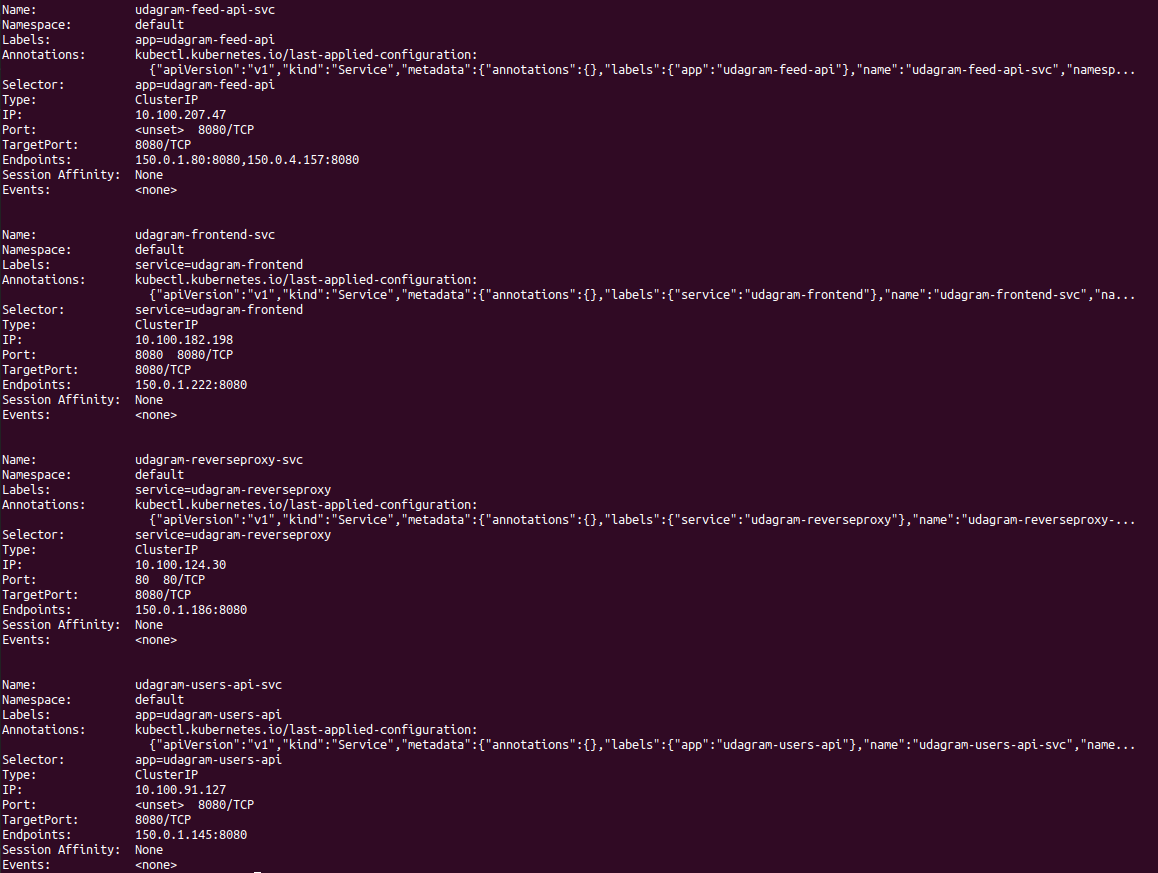 Name:              udagram-feed-api-svc
Namespace:         default
Labels:            app=udagram-feed-api
Annotations:       kubectl.kubernetes.io/last-applied-configuration:
                     {"apiVersion":"v1","kind":"Service","metadata":{"annotations":{},"labels":{"app":"udagram-feed-api"},"name":"udagram-feed-api-svc","namesp...
Selector:          app=udagram-feed-api
Type:              ClusterIP
IP:                10.100.207.47
Port:              <unset>  8080/TCP
TargetPort:        8080/TCP
Endpoints:         150.0.1.80:8080,150.0.4.157:8080
Session Affinity:  None
Events:            <none>

Name:              udagram-frontend-svc
Namespace:         default
Labels:            service=udagram-frontend
Annotations:       kubectl.kubernetes.io/last-applied-configuration:
                     {"apiVersion":"v1","kind":"Service","metadata":{"annotations":{},"labels":{"service":"udagram-frontend"},"name":"udagram-frontend-svc","na...
Selector:          service=udagram-frontend
Type:              ClusterIP
IP:                10.100.182.198
Port:              8080  8080/TCP
TargetPort:        8080/TCP
Endpoints:         150.0.1.222:8080
Session Affinity:  None
Events:            <none>

Name:              udagram-reverseproxy-svc
Namespace:         default
Labels:            service=udagram-reverseproxy
Annotations:       kubectl.kubernetes.io/last-applied-configuration:
                     {"apiVersion":"v1","kind":"Service","metadata":{"annotations":{},"labels":{"service":"udagram-reverseproxy"},"name":"udagram-reverseproxy-...
Selector:          service=udagram-reverseproxy
Type:              ClusterIP
IP:                10.100.124.30
Port:              80  80/TCP
TargetPort:        8080/TCP
Endpoints:         150.0.1.186:8080
Session Affinity:  None
Events:            <none>

Name:              udagram-users-api-svc
Namespace:         default
Labels:            app=udagram-users-api
Annotations:       kubectl.kubernetes.io/last-applied-configuration:
                     {"apiVersion":"v1","kind":"Service","metadata":{"annotations":{},"labels":{"app":"udagram-users-api"},"name":"udagram-users-api-svc","name...
Selector:          app=udagram-users-api
Type:              ClusterIP
IP:                10.100.91.127
Port:              <unset>  8080/TCP
TargetPort:        8080/TCP
Endpoints:         150.0.1.145:8080
Session Affinity:  None
Events:            <none>